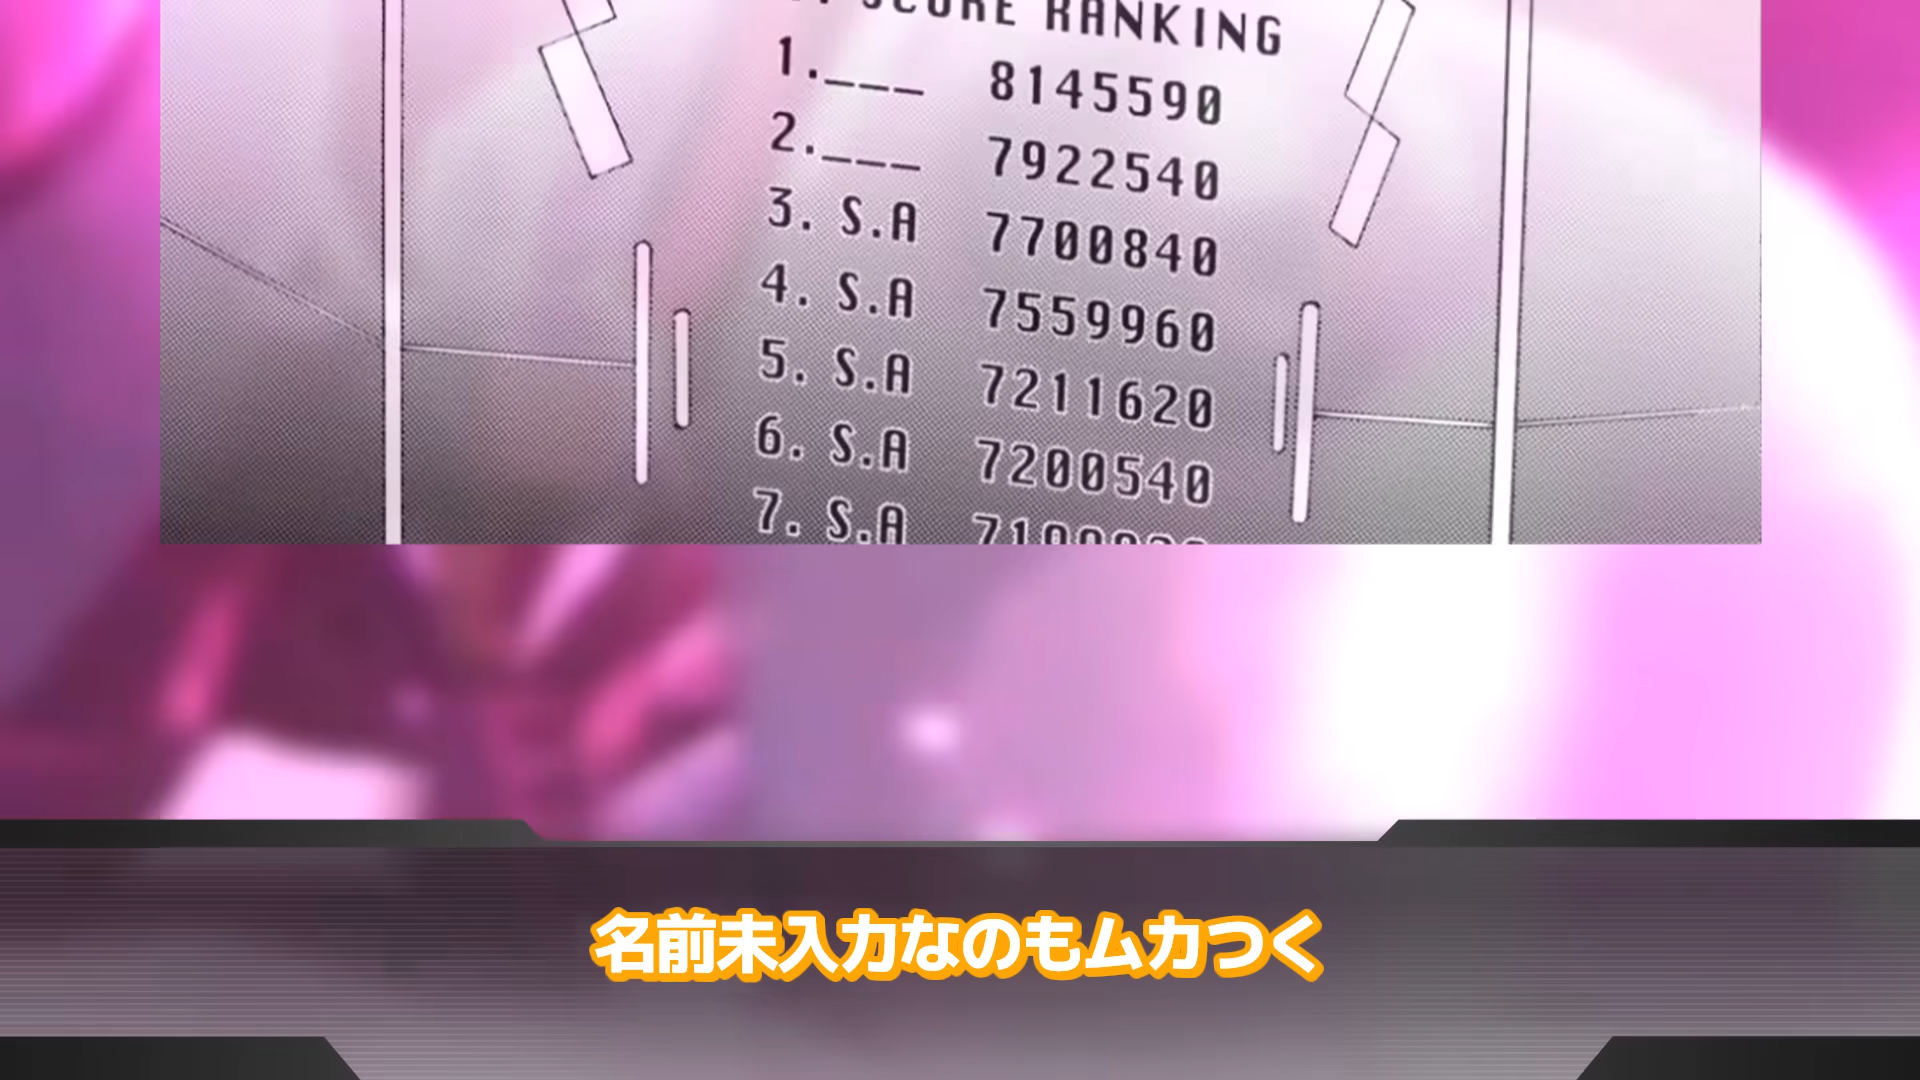 SCORE RANKING
1.___ 8145590
2.___ 7922540
3. S.A 7700840
4. S.A 7559960
5. S.A 7211620
6. S.A 7200540
7. S.A
名前未入力なのもムカつく